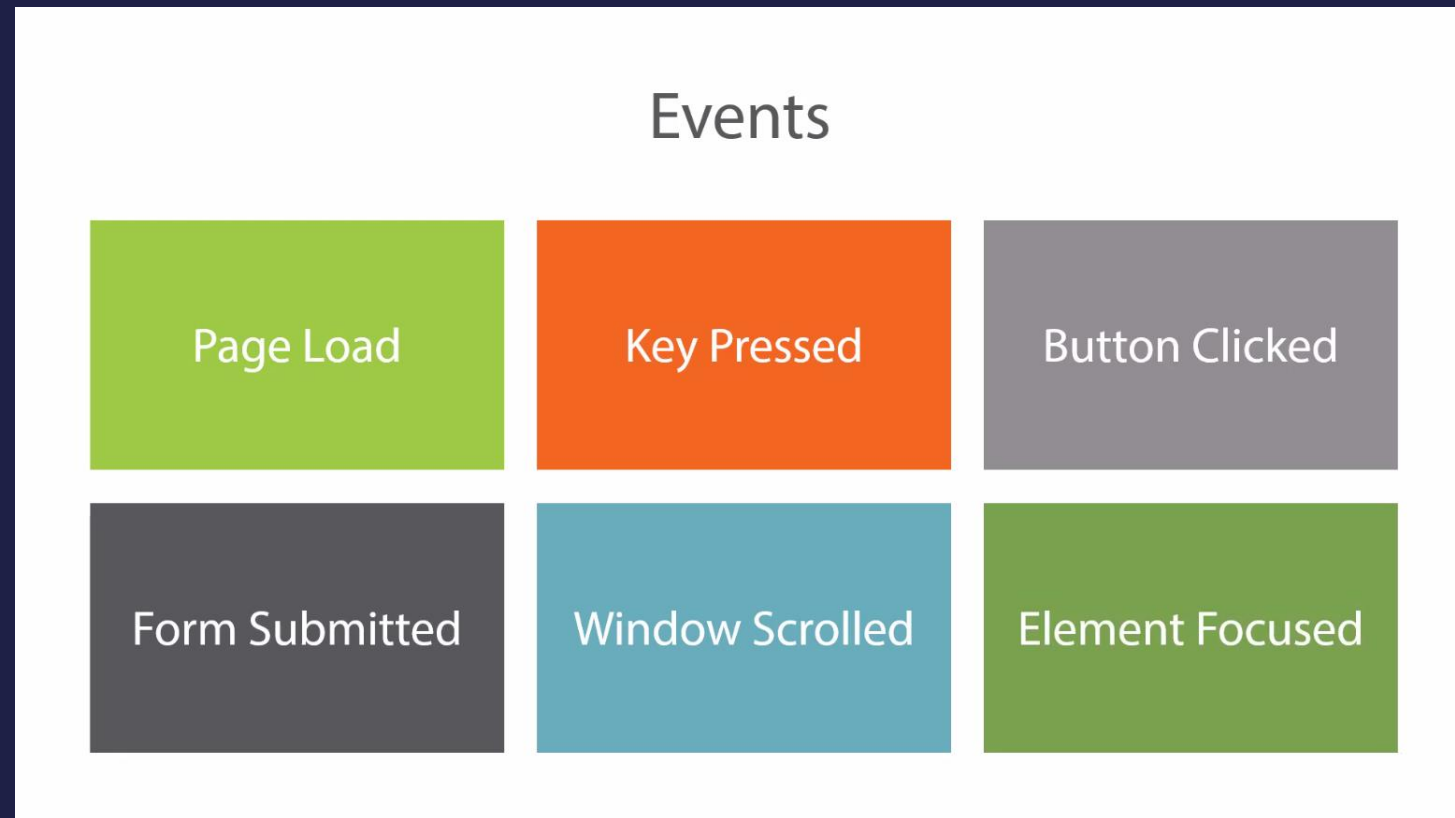 Events
Page Load
Key Pressed
Button Clicked
Form Submitted
Window Scrolled
Element Focused